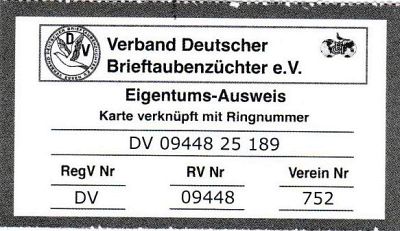 Verband Deutscher
Brieftaubenzüchter e.V.
D V
Eigentums-Ausweis
Karte verknüpft mit Ringnummer
DV 09448 25 189
RegV Nr RV Nr Verein Nr
DV 09448 752